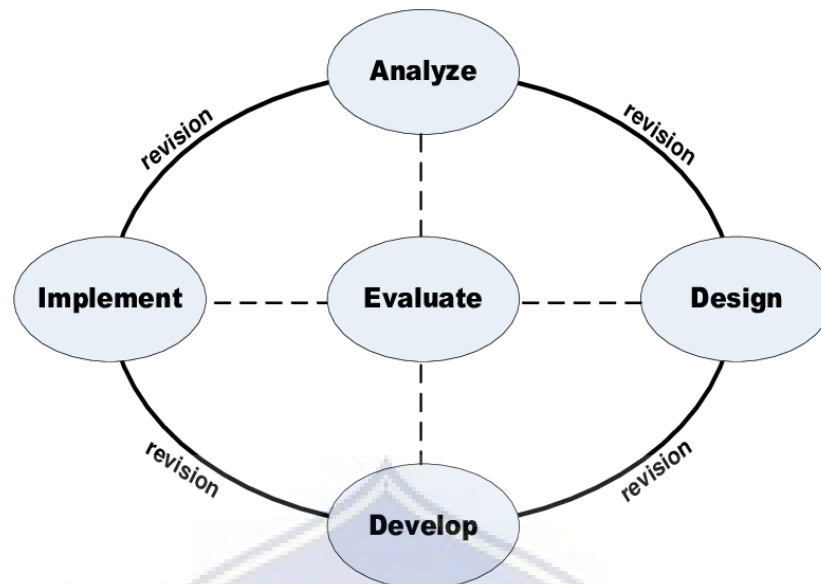 Analyze
revision
revision
Implement
Evaluate
Design
revision
revision
Develop